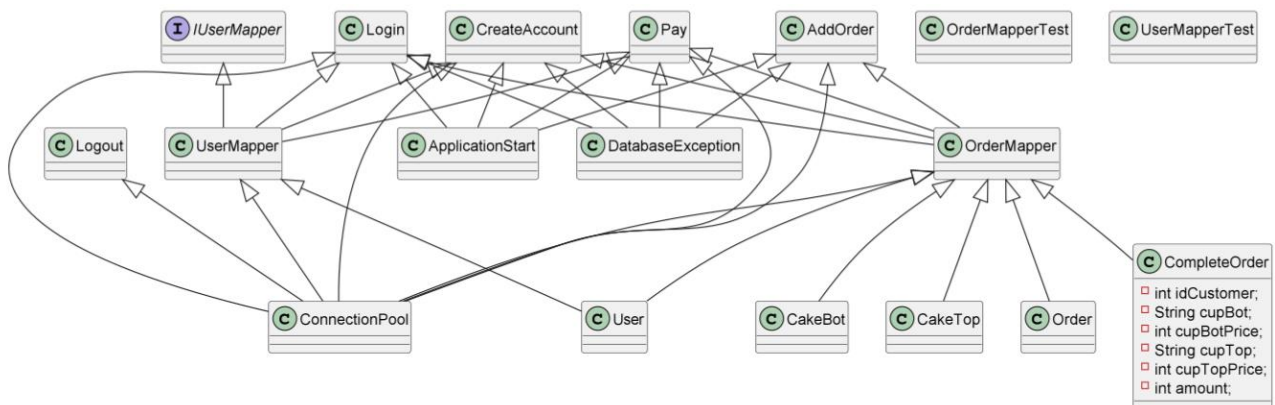 I IUserMapper
C Login
C CreateAccount
C Pay
C AddOrder
C OrderMapperTest
C UserMapperTest
C Logout
C UserMapper
C ApplicationStart
C DatabaseException
C OrderMapper
C ConnectionPool
C User
C CakeBot
C CakeTop
C Order
C CompleteOrder
int idCustomer;
String cupBot;
int cupBotPrice;
String cupTop;
int cupTopPrice;
int amount;